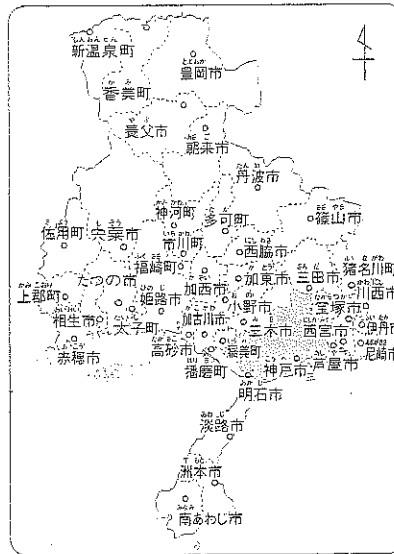 新温泉町
香美町
豊岡市
養父市
朝来市
丹波市
篠山市
神河町
多可町
佐用町
宍粟市
市川町
西脇市
福崎町
加西市
加東市
三田市
猪名川町
川西市
上郡町
たつの市
姫路市
小野市
宝塚市
伊丹市
相生市
太子町
加古川市
三木市
西宮市
尼崎市
赤穂市
高砂市
稲美町
神戸市
芦屋市
播磨町
明石市
淡路市
洲本市
南あわじ市